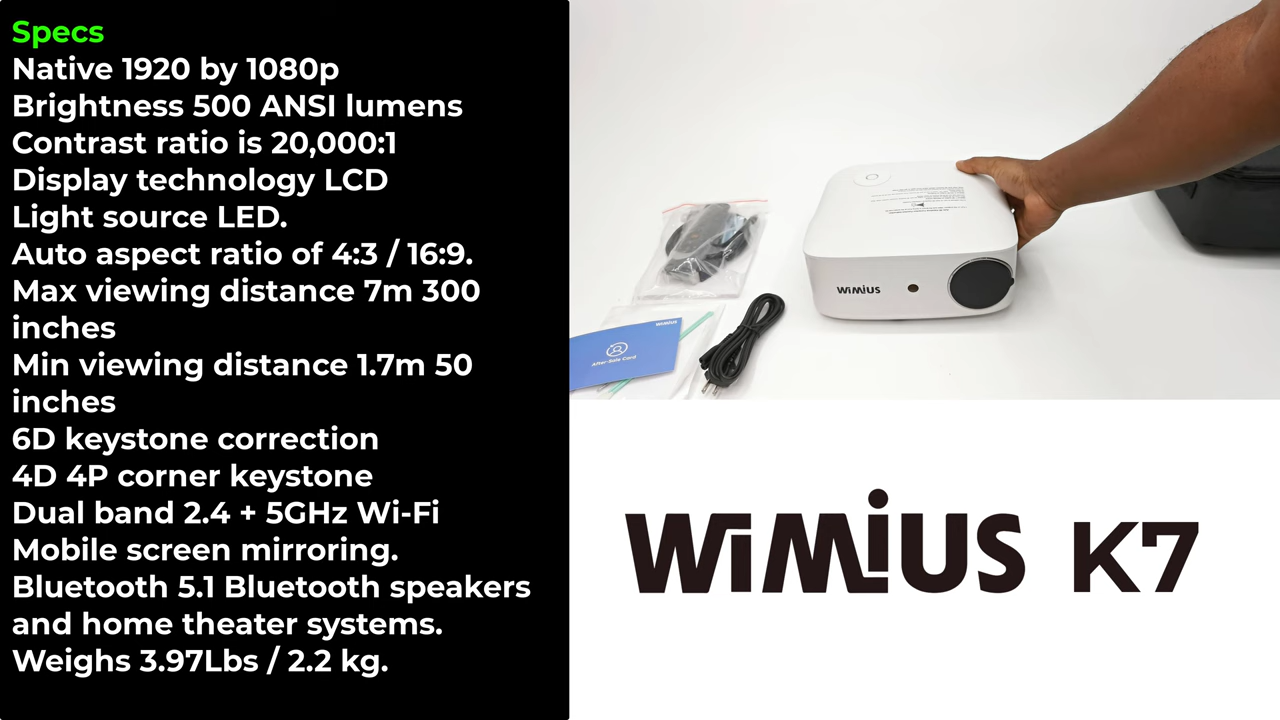 Specs
Native 1920 by 1080p
Brightness 500 ANSI lumens
Contrast ratio is 20,000:1
Display technology LCD
Light source LED.
Auto aspect ratio of 4:3 / 16:9.
Max viewing distance 7m 300
inches
Min viewing distance 1.7m 50
inches
6D keystone correction
4D 4P corner keystone
Dual band 2.4 + 5GHz Wi-Fi
Mobile screen mirroring.
Bluetooth 5.1 Bluetooth speakers
and home theater systems.
Weighs 3.97Lbs / 2.2 kg.
WiMiUS
WiMiUS
After-Sale Card
WiMiUS K7